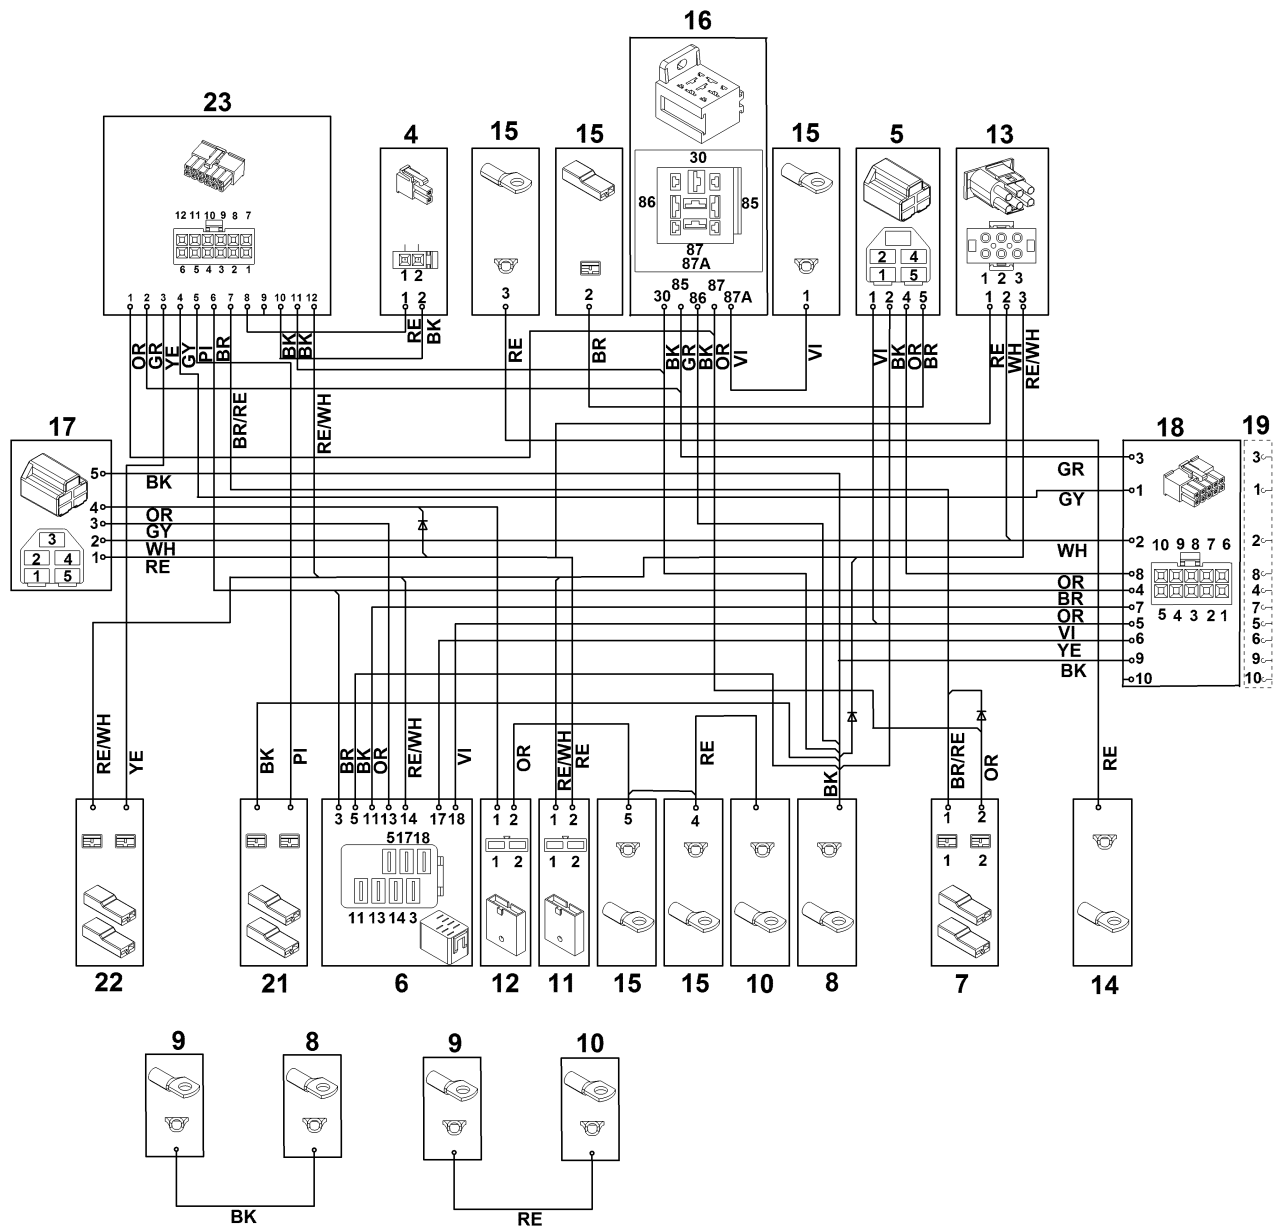 16
23
4
15
15
15
5
13
30
86
85
87
87A
12 11 10 9 8 7
6 5 4 3 2 1
1 2
2 4
1 5
1 2 3
1 2 3 4 5 6 7 8 9 10 11 12
1 2
3
2
30 85 86 87 87A
1
1 2 4 5
1 2 3
OR GR YE GY PI BR BK BK
RE BK
RE
BR
BK GR BK OR VI
VI
VI BK OR BR
RE WH RE/WH
BR/RE
RE/WH
17
18
19
5
4
3
2
1
BK
OR
GY
WH
RE
3
2 4
1 5
GR
GY
WH
OR
BR
OR
VI
YE
BK
3
1
2
8
4
7
5
6
9
10
10 9 8 7 6
5 4 3 2 1
3
1
2
8
4
7
5
6
9
10
RE/WH
YE
BK
PI
BR
BK
OR
RE/WH
VI
OR
RE/WH
RE
RE
BK
BR/RE
OR
RE
3 5 11 13 14 17 18
1 2
1 2
5
4
1 2
5 17 18
11 13 14 3
1 2
1 2
1 2
22
21
6
12
11
15
15
10
8
7
14
9
8
9
10
BK
RE